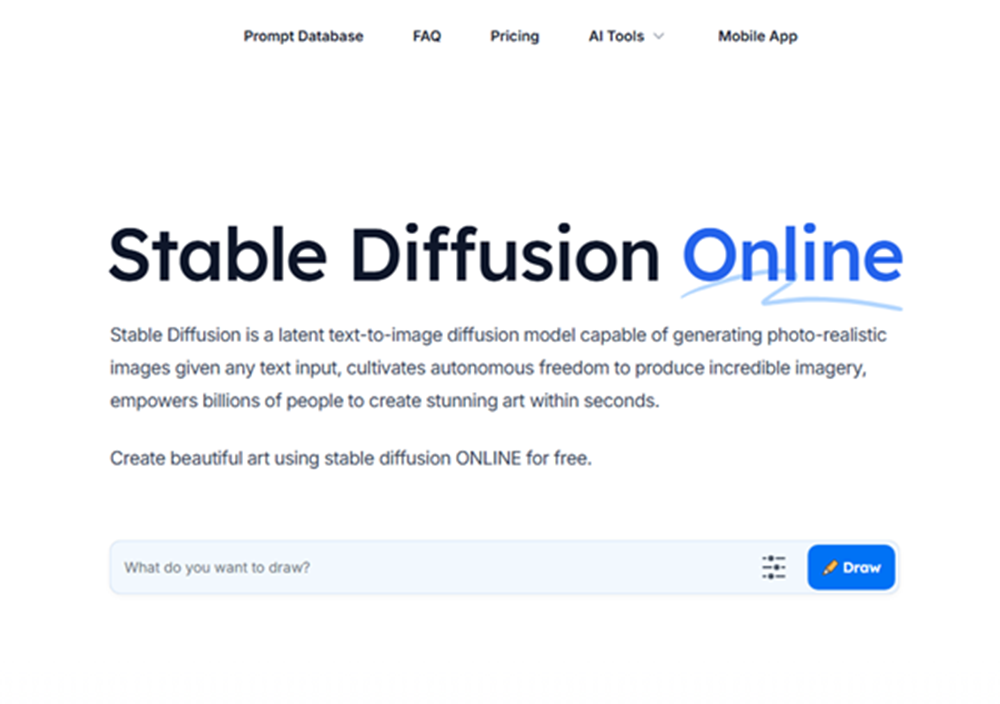 Prompt Database FAQ Pricing AI Tools Mobile App
Stable Diffusion Online
Stable Diffusion is a latent text-to-image diffusion model capable of generating photo-realistic
images given any text input, cultivates autonomous freedom to produce incredible imagery,
empowers billions of people to create stunning art within seconds.
Create beautiful art using stable diffusion ONLINE for free.
What do you want to draw? Draw